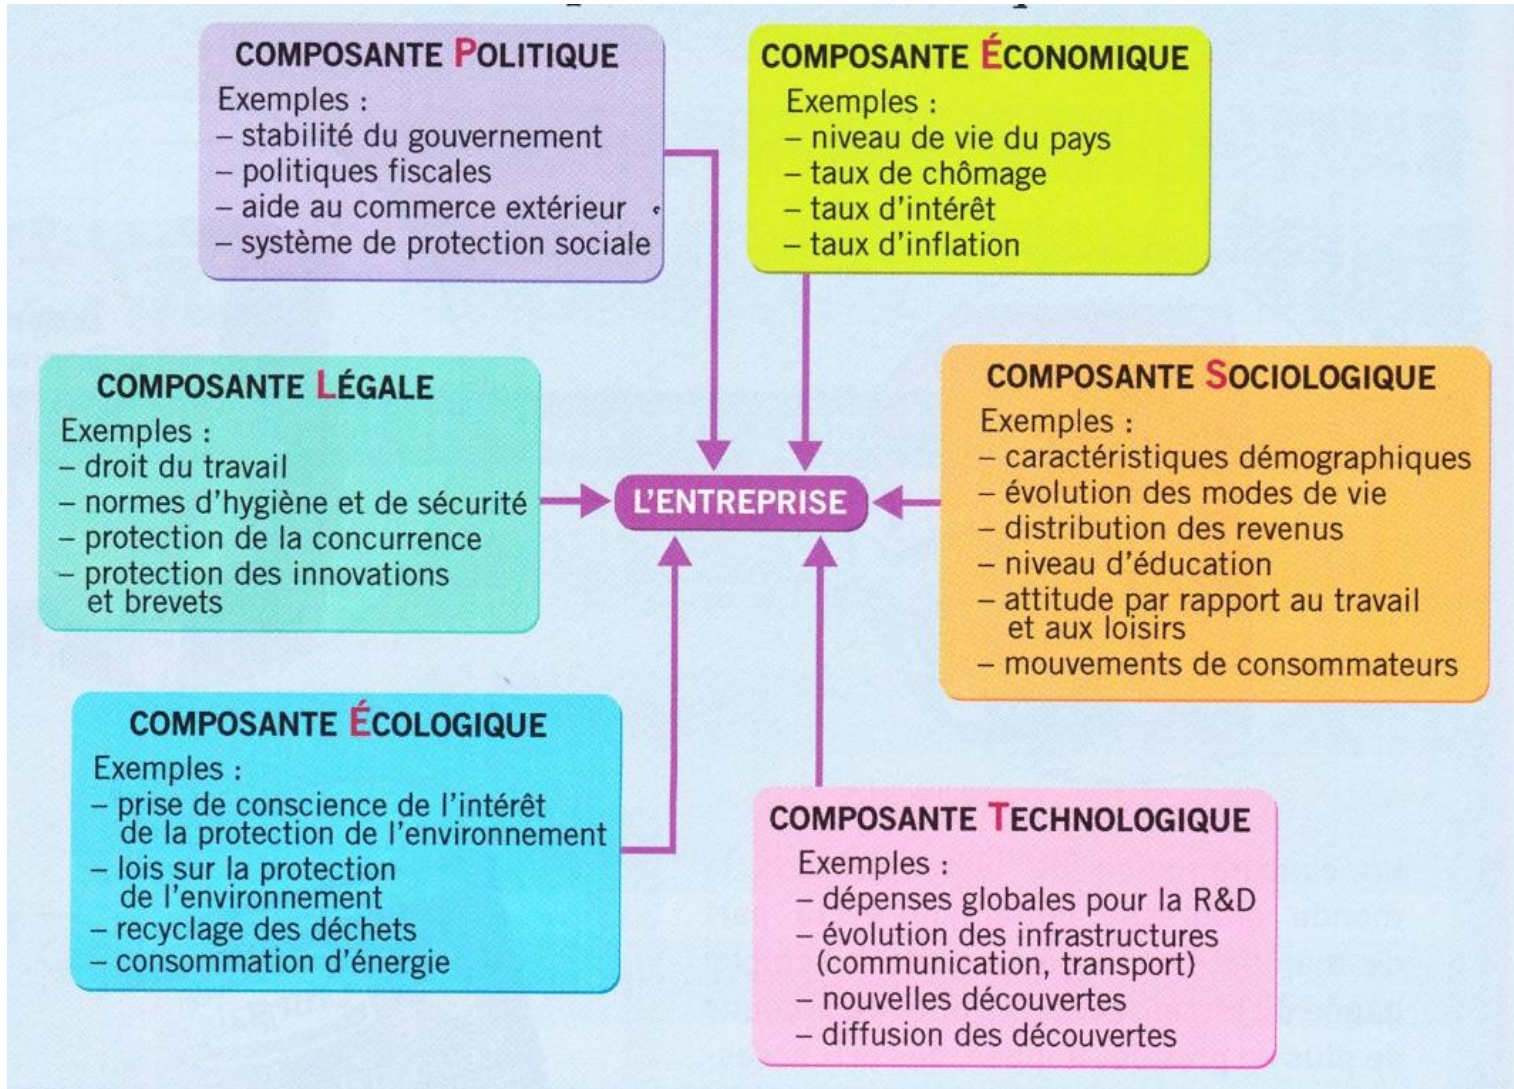 COMPOSANTE POLITIQUE
Exemples :
– stabilité du gouvernement
– politiques fiscales
– aide au commerce extérieur
– système de protection sociale
COMPOSANTE ÉCONOMIQUE
Exemples :
– niveau de vie du pays
– taux de chômage
– taux d'intérêt
– taux d'inflation
COMPOSANTE LÉGALE
Exemples :
– droit du travail
– normes d'hygiène et de sécurité
– protection de la concurrence
– protection des innovations
et brevets
L'ENTREPRISE
COMPOSANTE SOCIOLOGIQUE
Exemples :
– caractéristiques démographiques
– évolution des modes de vie
– distribution des revenus
– niveau d'éducation
– attitude par rapport au travail
et aux loisirs
– mouvements de consommateurs
COMPOSANTE ÉCOLOGIQUE
Exemples :
– prise de conscience de l'intérêt
de la protection de l'environnement
– lois sur la protection
de l'environnement
– recyclage des déchets
– consommation d'énergie
COMPOSANTE TECHNOLOGIQUE
Exemples :
– dépenses globales pour la R&D
– évolution des infrastructures
(communication, transport)
– nouvelles découvertes
– diffusion des découvertes